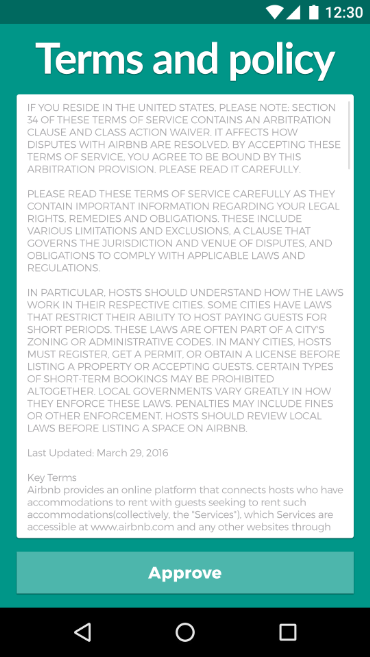 12:30
Terms and policy
IF YOU RESIDE IN THE UNITED STATES, PLEASE NOTE: SECTION
34 OF THESE TERMS OF SERVICE CONTAINS AN ARBITRATION
CLAUSE AND CLASS ACTION WAIVER. IT AFFECTS HOW
DISPUTES WITH AIRBNB ARE RESOLVED. BY ACCEPTING THESE
TERMS OF SERVICE, YOU AGREE TO BE BOUND BY THIS
ARBITRATION PROVISION. PLEASE READ IT CAREFULLY.
PLEASE READ THESE TERMS OF SERVICE CAREFULLY AS THEY
CONTAIN IMPORTANT INFORMATION REGARDING YOUR LEGAL
RIGHTS, REMEDIES AND OBLIGATIONS. THESE INCLUDE
VARIOUS LIMITATIONS AND EXCLUSIONS, A CLAUSE THAT
GOVERNS THE JURISDICTION AND VENUE OF DISPUTES, AND
OBLIGATIONS TO COMPLY WITH APPLICABLE LAWS AND
REGULATIONS.
IN PARTICULAR, HOSTS SHOULD UNDERSTAND HOW THE LAWS
WORK IN THEIR RESPECTIVE CITIES. SOME CITIES HAVE LAWS
THAT RESTRICT THEIR ABILITY TO HOST PAYING GUESTS FOR
SHORT PERIODS. THESE LAWS ARE OFTEN PART OF A CITY'S
ZONING OR ADMINISTRATIVE CODES. IN MANY CITIES, HOSTS
MUST REGISTER, GET A PERMIT, OR OBTAIN A LICENSE BEFORE
LISTING A PROPERTY OR ACCEPTING GUESTS. CERTAIN TYPES
OF SHORT-TERM BOOKINGS MAY BE PROHIBITED
ALTOGETHER. LOCAL GOVERNMENTS VARY GREATLY IN HOW
THEY ENFORCE THESE LAWS. PENALTIES MAY INCLUDE FINES
OR OTHER ENFORCEMENT. HOSTS SHOULD REVIEW LOCAL
LAWS BEFORE LISTING A SPACE ON AIRBNB.
Last Updated: March 29, 2016
Key Terms
Airbnb provides an online platform that connects hosts who have
accommodations to rent with guests seeking to rent such
accommodations(collectively, the "Services"), which Services are
accessible at www.airbnb.com and any other websites through
Approve